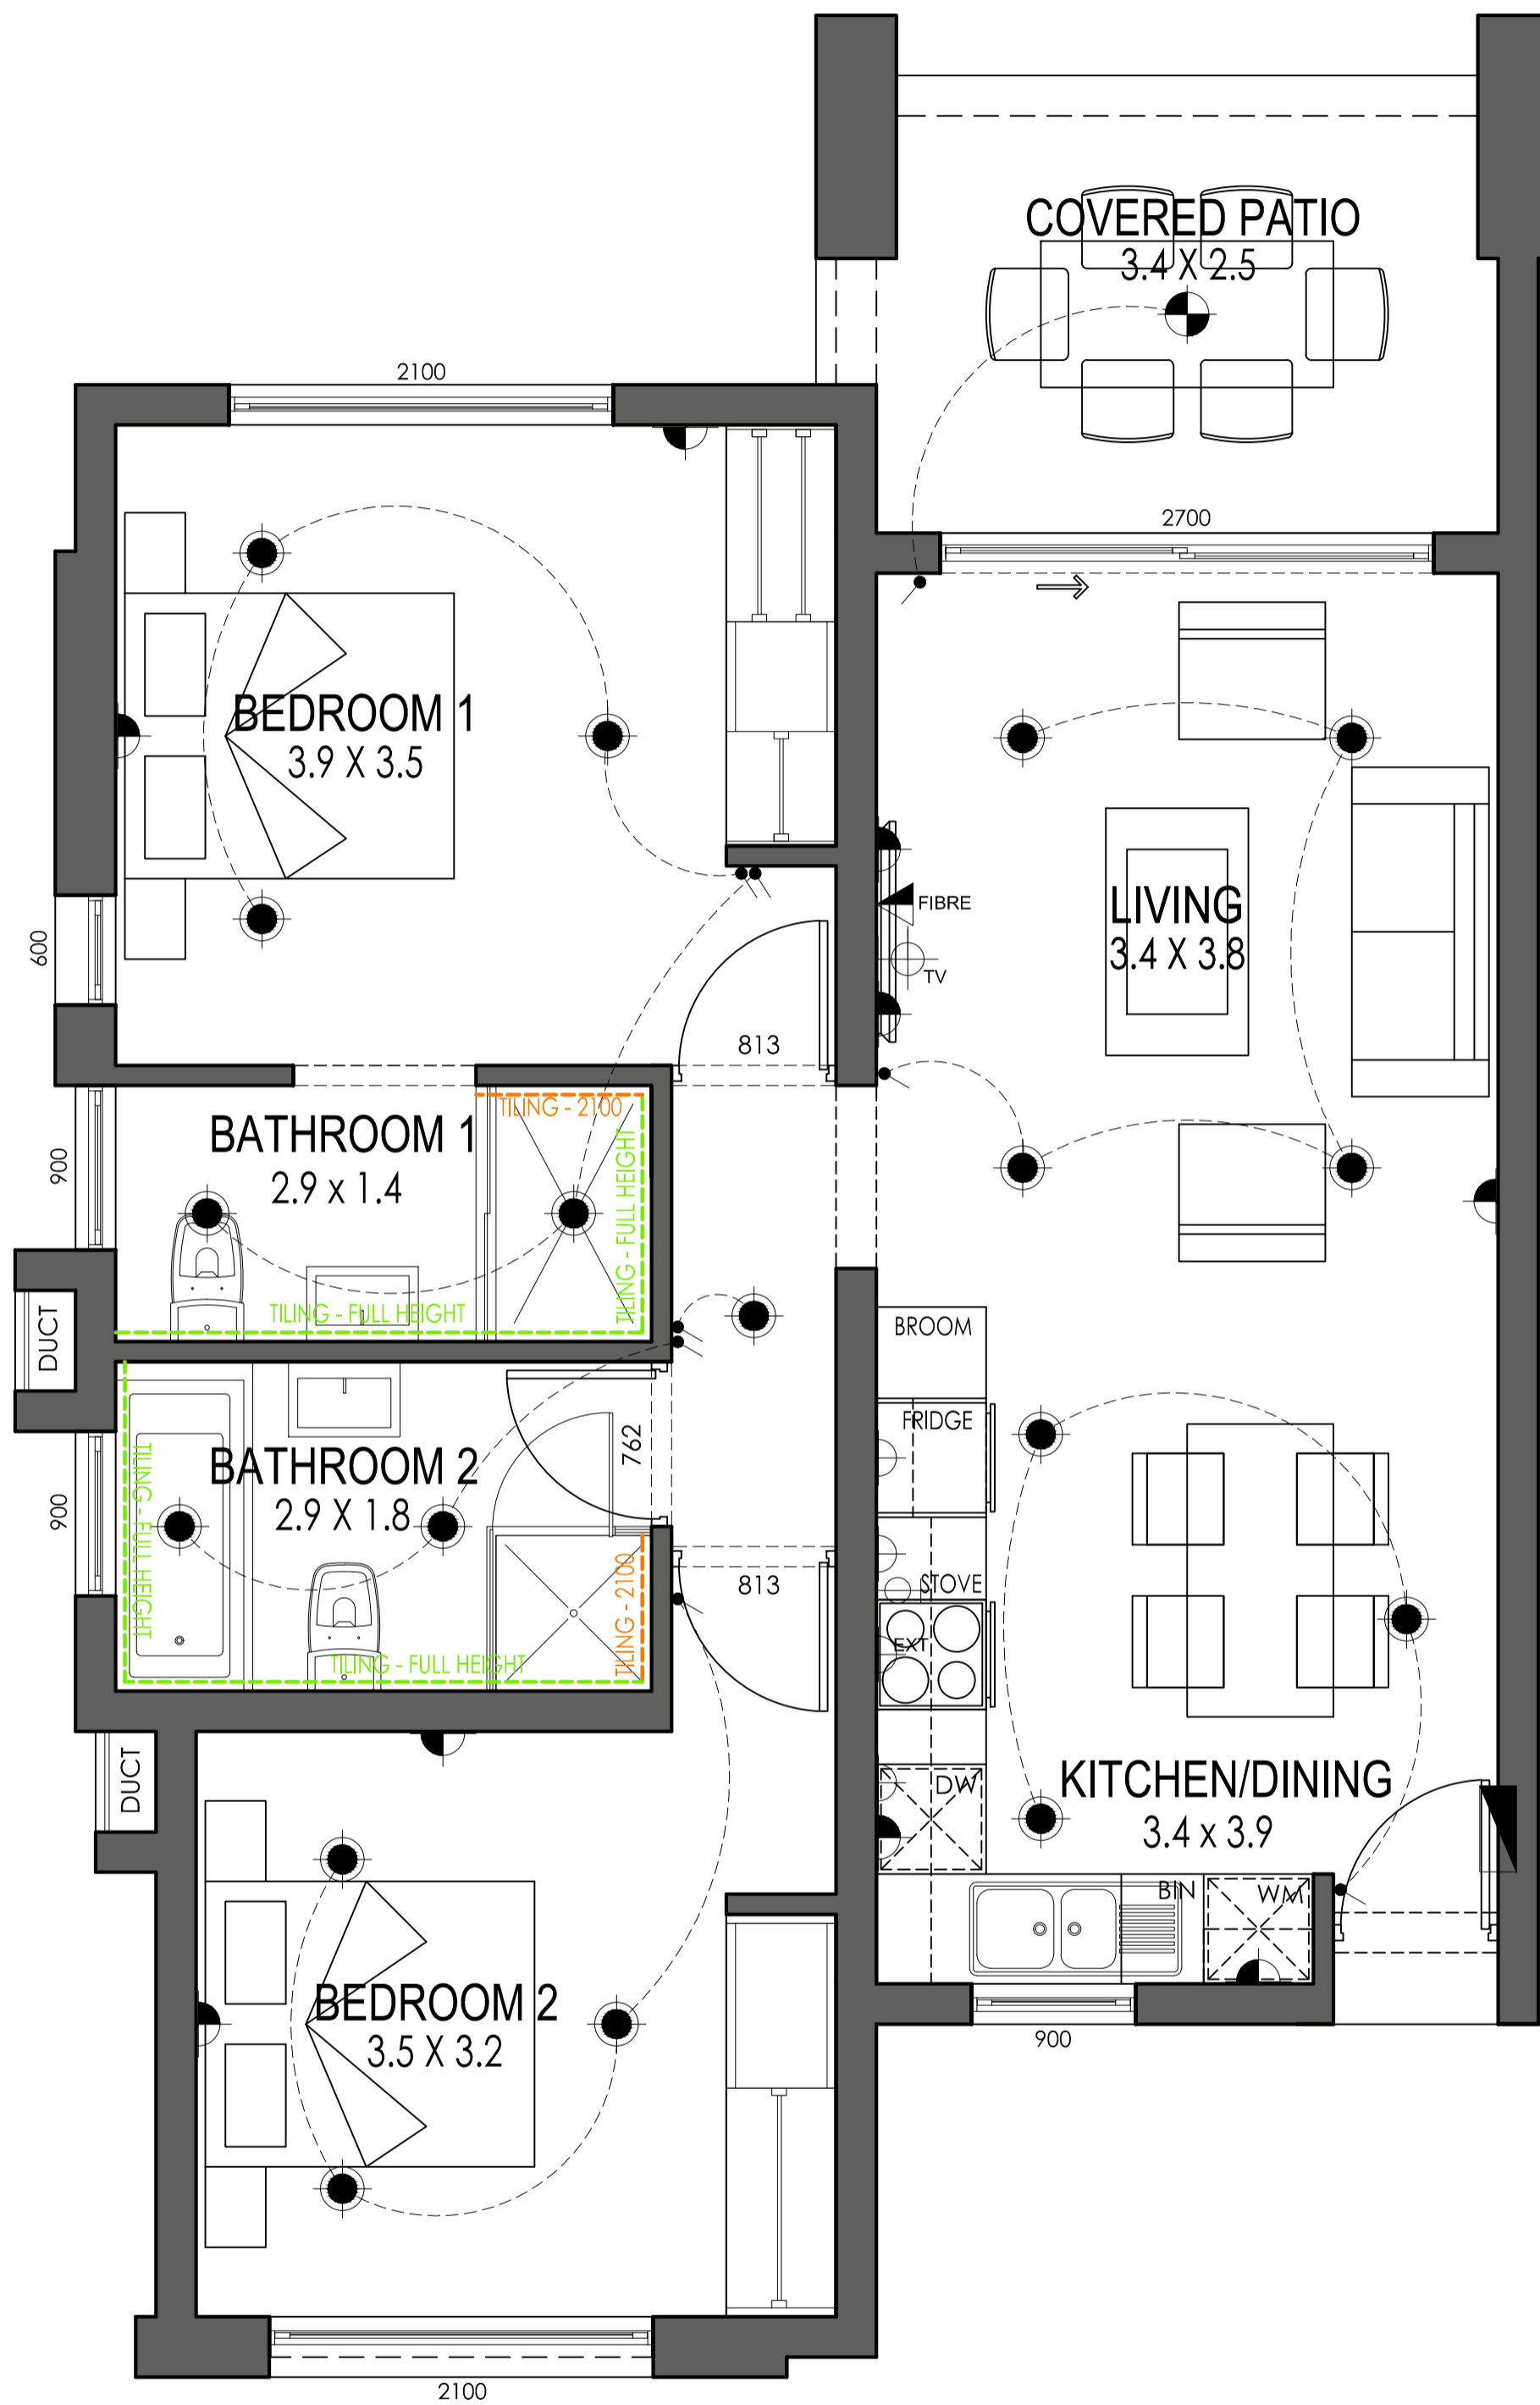 COVERED PATIO
3.4 X 2.5
2100
2700
BEDROOM 1
3.9 X 3.5
600
FIBRE
TV
LIVING
3.4 X 3.8
813
TILING - 2100
TILING - FULL HEIGHT
BATHROOM 1
2.9 x 1.4
900
TILING - FULL HEIGHT
DUCT
BROOM
FRIDGE
762
BATHROOM 2
2.9 X 1.8
900
TILING - FULL HEIGHT
TILING - 2100
TILING - FULL HEIGHT
813
STOVE
EXT
DUCT
DW
KITCHEN/DINING
3.4 x 3.9
BIN
WM
BEDROOM 2
3.5 X 3.2
900
2100